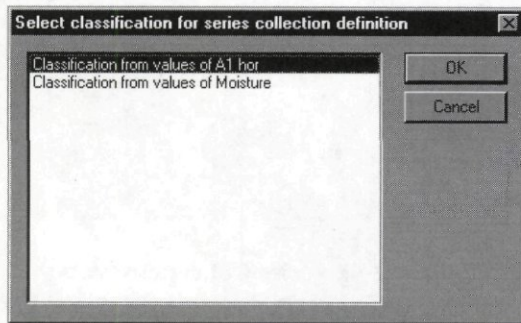 Select classification for series collection definition
Classification from values of A1 hor
Classification from values of Moisture
OK
Cancel